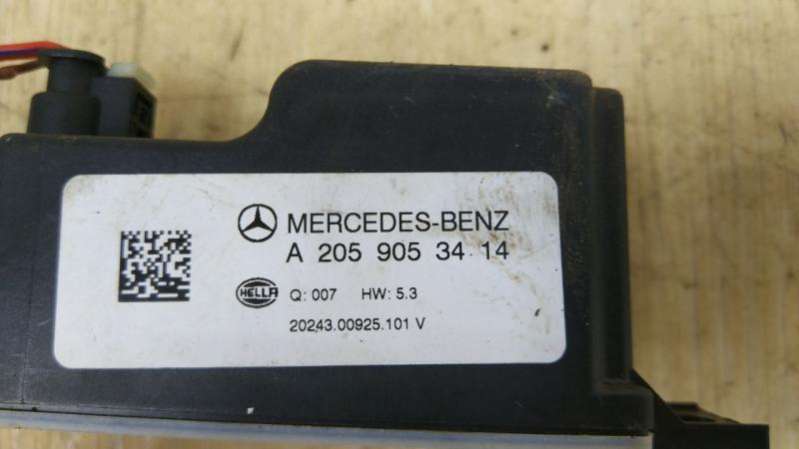 MERCEDES-BENZ
A 205 905 34 14
HELLA
Q: 007 HW: 5.3
20243.00925.101 V